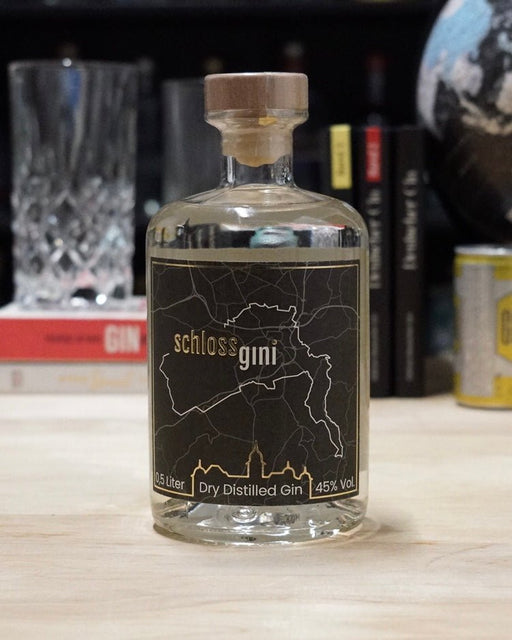 schlossgini
0,5 Liter
Dry Distilled Gin
45% Vol.
GIN